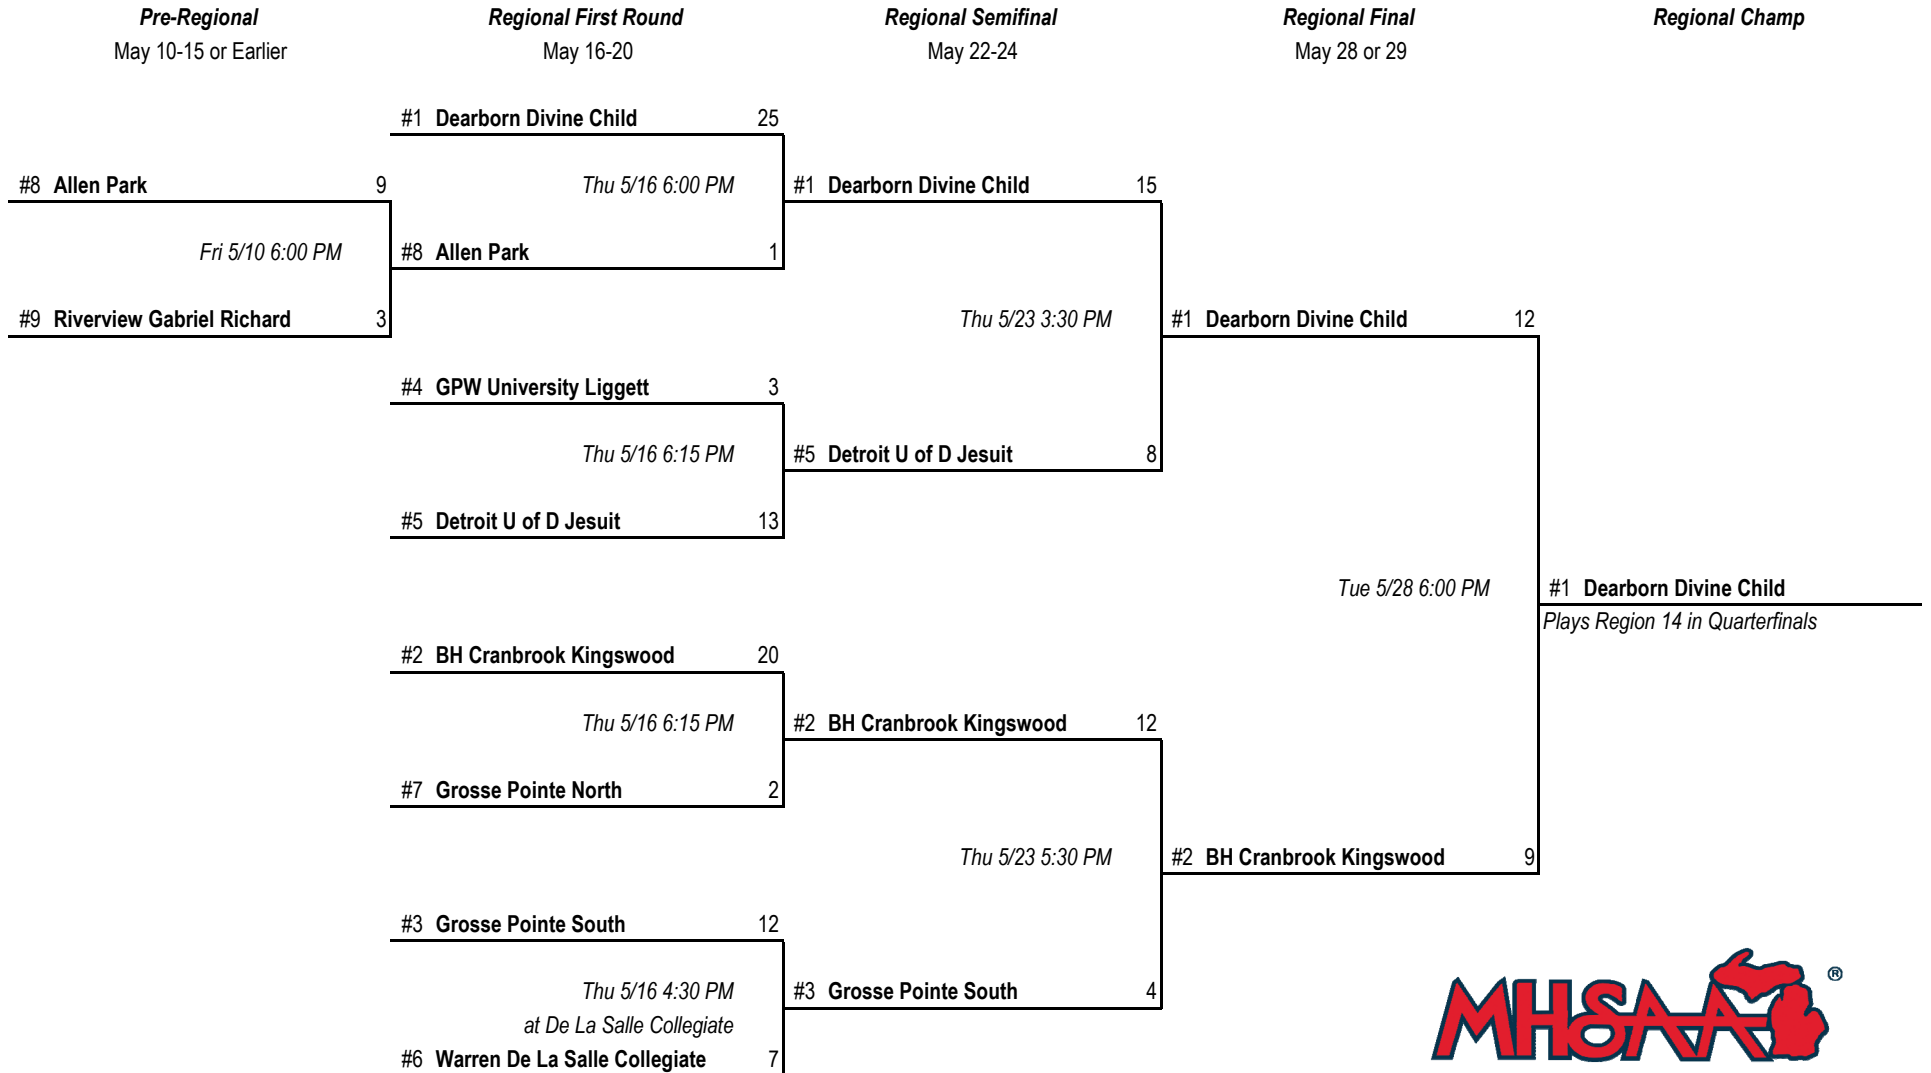 Pre-Regional Regional First Round Regional Semifinal Regional Final Regional Champ
May 10-15 or Earlier May 16-20 May 22-24 May 28 or 29
#1 Dearborn Divine Child 25
#8 Allen Park 9 Thu 5/16 6:00 PM #1 Dearborn Divine Child 15
Fri 5/10 6:00 PM #8 Allen Park 1
#9 Riverview Gabriel Richard 3 Thu 5/23 3:30 PM #1 Dearborn Divine Child 12
#4 GPW University Liggett 3
Thu 5/16 6:15 PM #5 Detroit U of D Jesuit 8
#5 Detroit U of D Jesuit 13
Tue 5/28 6:00 PM #1 Dearborn Divine Child
Plays Region 14 in Quarterfinals
#2 BH Cranbrook Kingswood 20
Thu 5/16 6:15 PM #2 BH Cranbrook Kingswood 12
#7 Grosse Pointe North 2
Thu 5/23 5:30 PM #2 BH Cranbrook Kingswood 9
#3 Grosse Pointe South 12
Thu 5/16 4:30 PM #3 Grosse Pointe South 4
at De La Salle Collegiate
#6 Warren De La Salle Collegiate 7
MHSAA ®